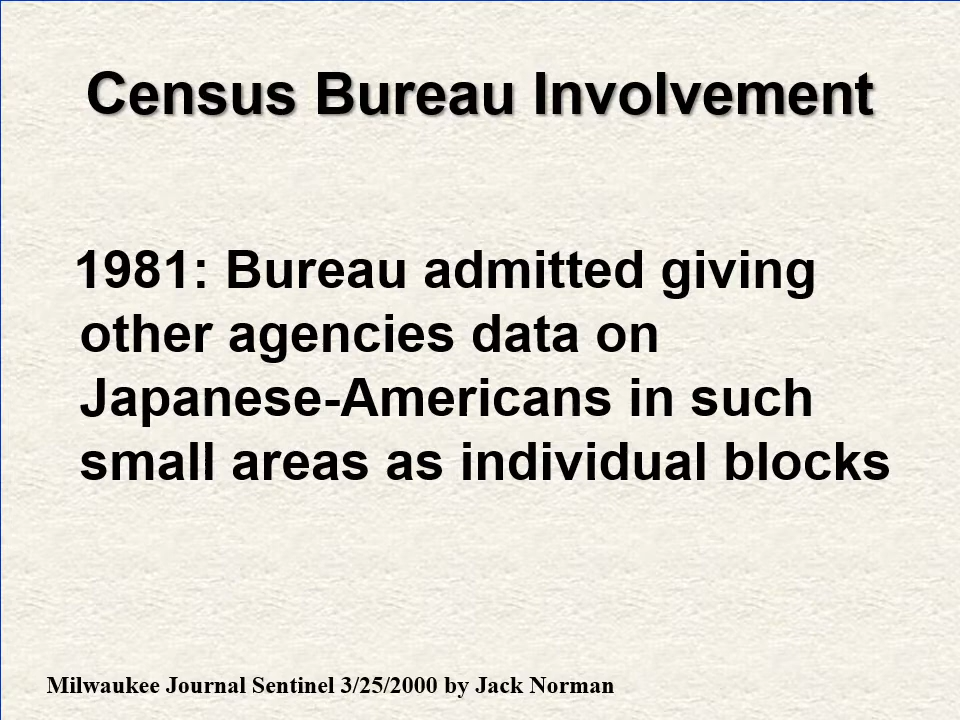 Census Bureau Involvement
1981: Bureau admitted giving
other agencies data on
Japanese-Americans in such
small areas as individual blocks
Milwaukee Journal Sentinel 3/25/2000 by Jack Norman